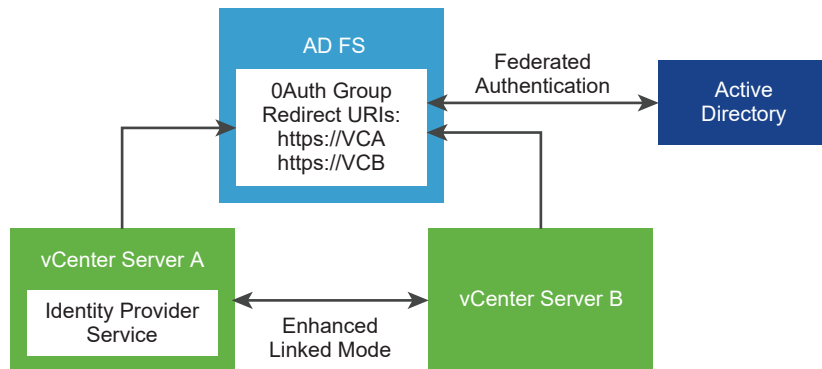 AD FS
0Auth Group
Redirect URIs:
https://VCA
https://VCB
Federated
Authentication
Active
Directory
vCenter Server A
Identity Provider
Service
Enhanced
Linked Mode
vCenter Server B